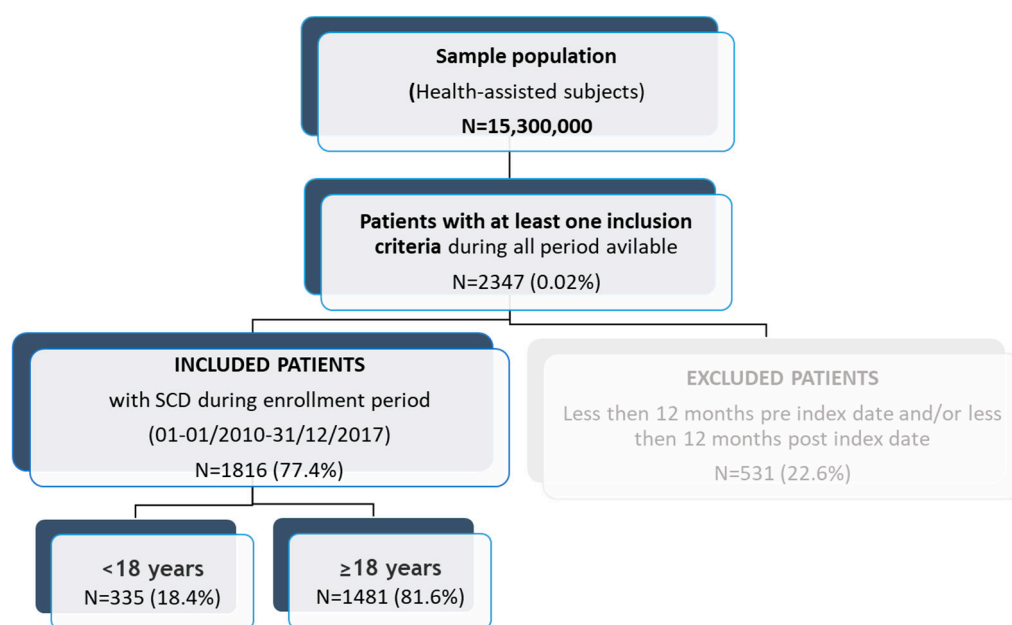 Sample population
(Health-assisted subjects)
N=15,300,000
Patients with at least one inclusion
criteria during all period avilable
N=2347 (0.02%)
INCLUDED PATIENTS
with SCD during enrollment period
(01-01/2010-31/12/2017)
N=1816 (77.4%)
EXCLUDED PATIENTS
Less then 12 months pre index date and/or less
then 12 months post index date
N=531 (22.6%)
<18 years
N=335 (18.4%)
≥18 years
N=1481 (81.6%)